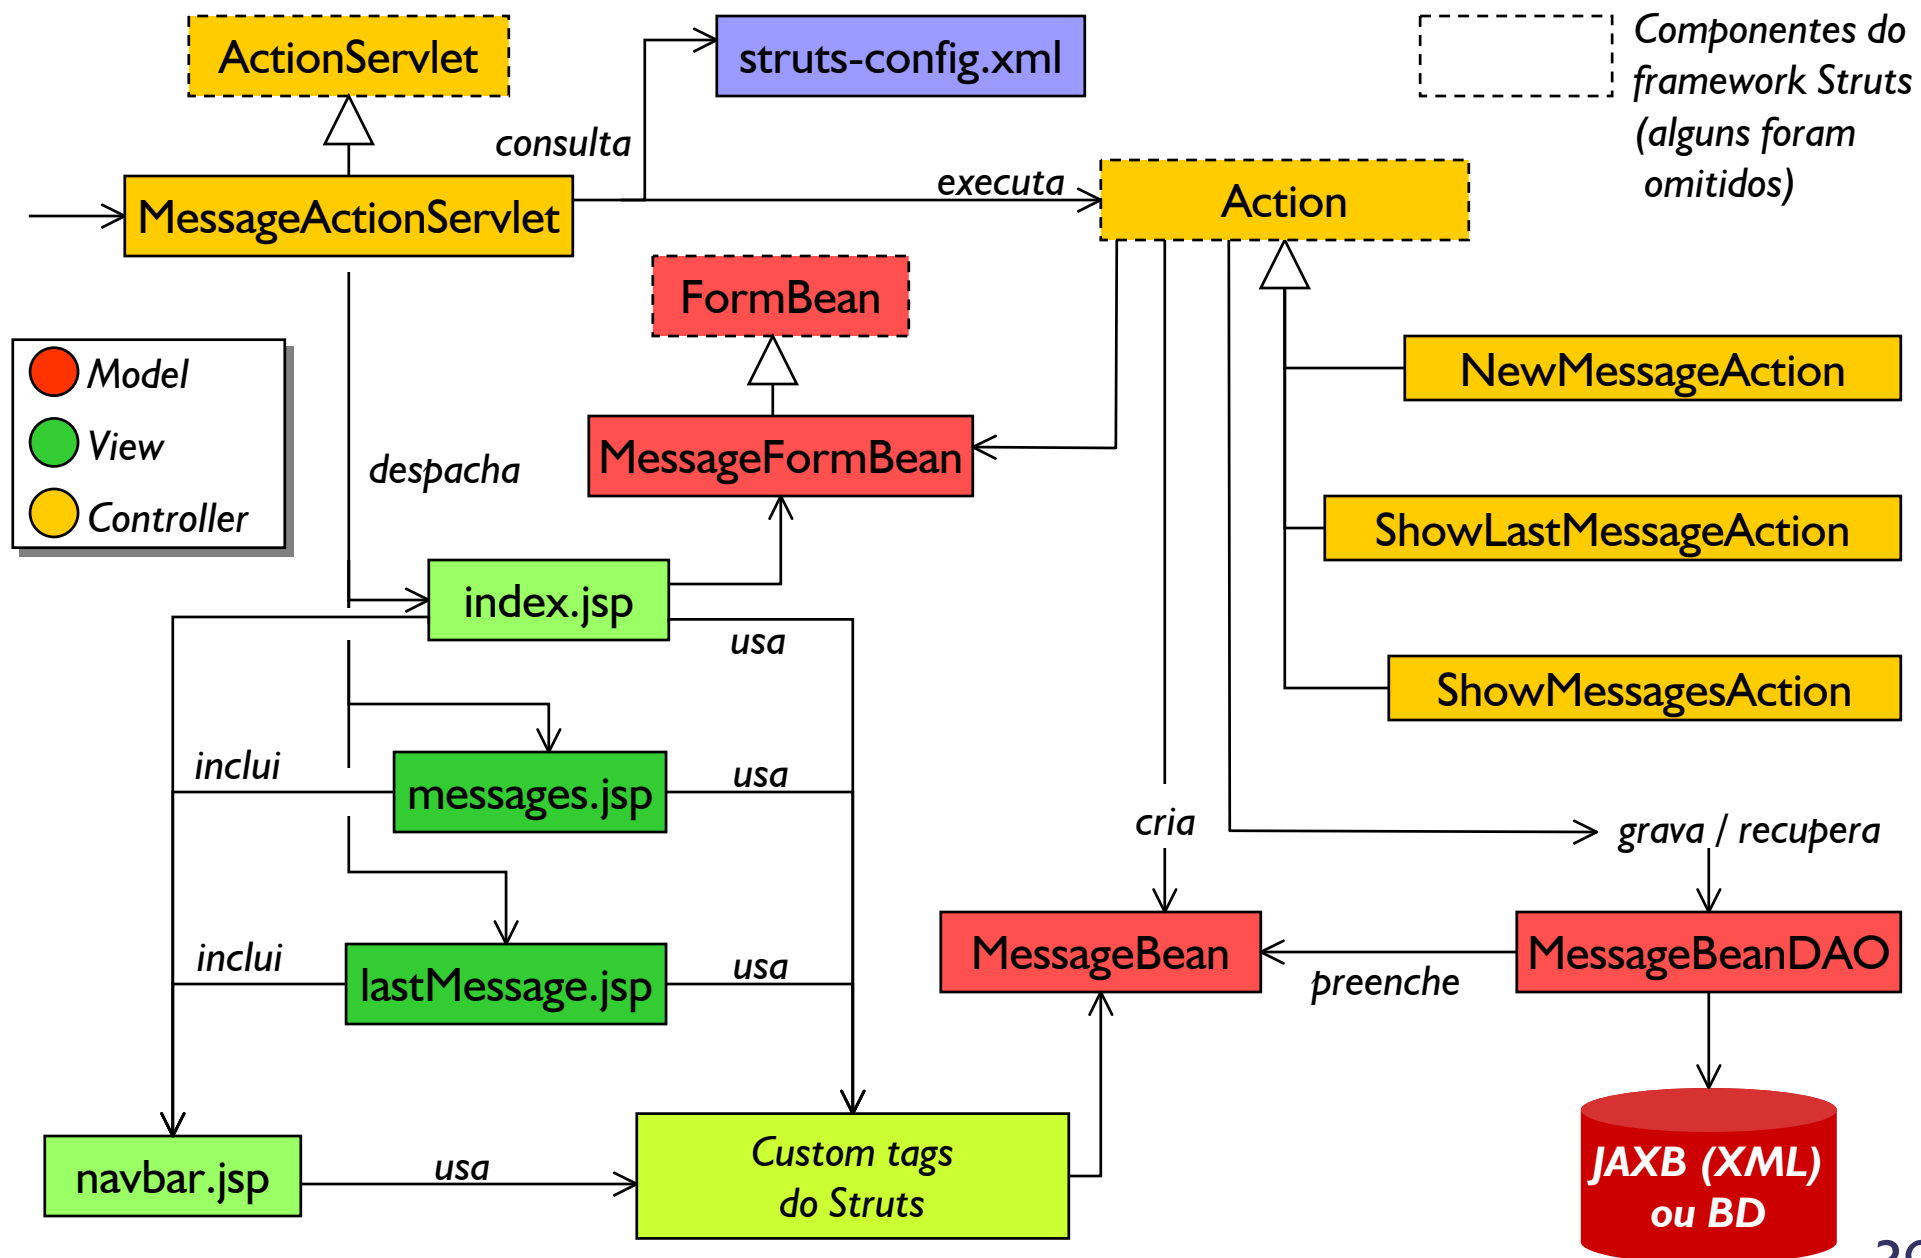 ActionServlet
struts-config.xml
Componentes do
framework Struts
(alguns foram
omitidos)
consulta
executa
MessageActionServlet
Action
FormBean
Model
View
Controller
NewMessageAction
MessageFormBean
despacha
ShowLastMessageAction
index.jsp
usa
ShowMessagesAction
inclui
messages.jsp
usa
cria
grava / recupera
inclui
lastMessage.jsp
usa
MessageBean
preenche
MessageBeanDAO
navbar.jsp
usa
Custom tags
do Struts
JAXB (XML)
ou BD